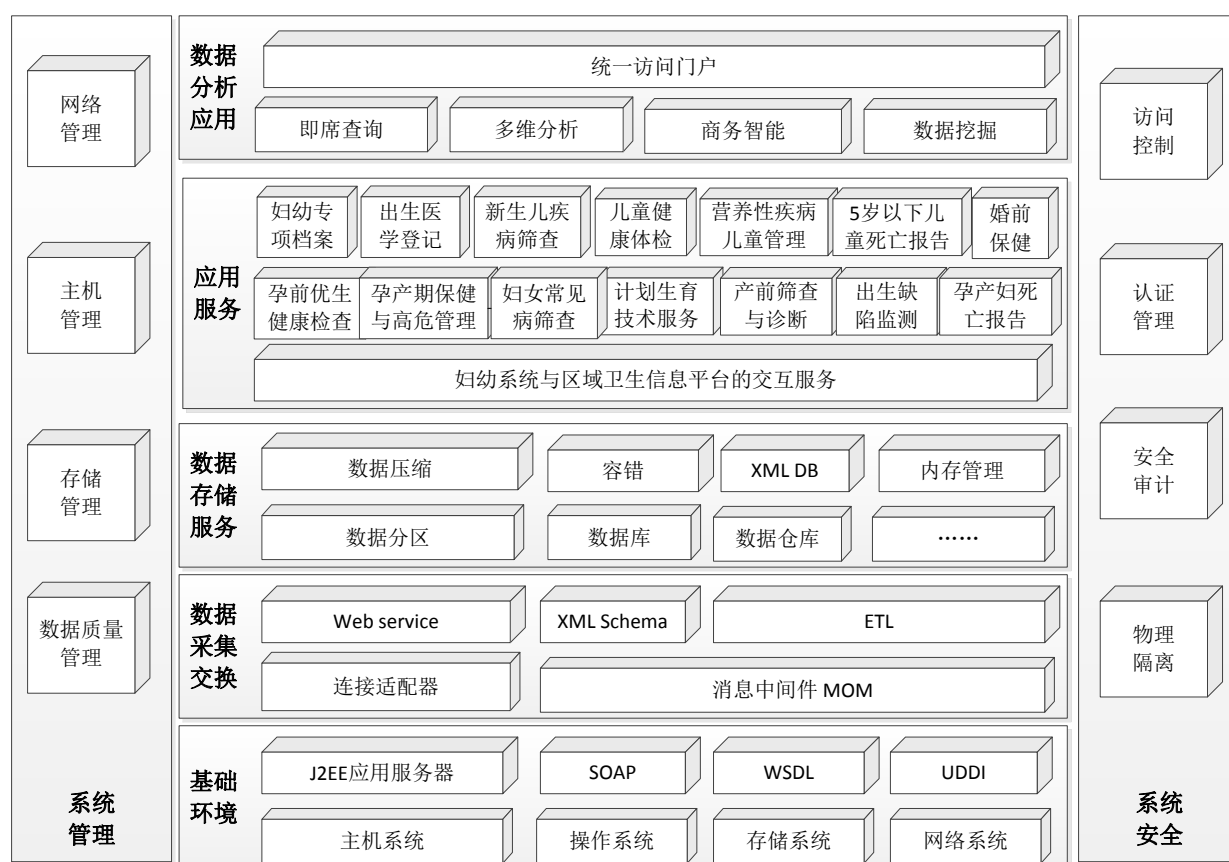 网络
管理
主机
管理
存储
管理
数据质量
管理
系统
管理
数据
分析
应用
统一访问门户
即席查询
多维分析
商务智能
数据挖掘
应用
服务
妇幼专
项档案
出生医
学登记
新生儿疾
病筛查
儿童健
康体检
营养性疾病
儿童管理
5岁以下儿
童死亡报告
婚前
保健
孕前优生
健康检查
孕产期保健
与高危管理
妇女常见
病筛查
计划生育
技术服务
产前筛查
与诊断
出生缺
陷监测
孕产妇死
亡报告
妇幼系统与区域卫生信息平台的交互服务
数据
存储
服务
数据压缩
容错
XML DB
内存管理
数据分区
数据库
数据仓库
……
数据
采集
交换
Web service
XML Schema
ETL
连接适配器
消息中间件 MOM
基础
环境
J2EE应用服务器
SOAP
WSDL
UDDI
主机系统
操作系统
存储系统
网络系统
访问
控制
认证
管理
安全
审计
物理
隔离
系统
安全